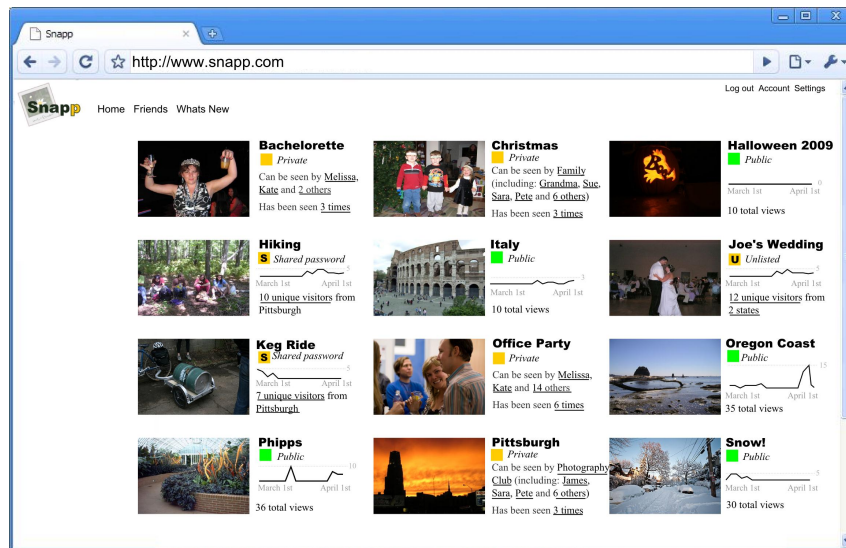 Snapp
http://www.snapp.com
Log out Account Settings
Snapp
Home Friends Whats New
Bachelorette
Private
Can be seen by Melissa,
Kate and 2 others
Has been seen 3 times
Christmas
Private
Can be seen by Family
(including: Grandma, Sue,
Sara, Pete and 6 others)
Has been seen 3 times
Halloween 2009
Public
0
March 1st April 1st
10 total views
Hiking
S Shared password
5
March 1st April 1st
10 unique visitors from
Pittsburgh
Italy
Public
3
March 1st April 1st
10 total views
Joe's Wedding
U Unlisted
5
March 1st April 1st
12 unique visitors from
2 states
Keg Ride
S Shared password
5
March 1st April 1st
7 unique visitors from
Pittsburgh
Office Party
Private
Can be seen by Melissa,
Kate and 14 others
Has been seen 6 times
Oregon Coast
Public
15
March 1st April 1st
35 total views
Phipps
Public
10
March 1st April 1st
36 total views
Pittsburgh
Private
Can be seen by Photography
Club (including: James,
Sara, Pete and 6 others)
Has been seen 3 times
Snow!
Public
5
March 1st April 1st
30 total views